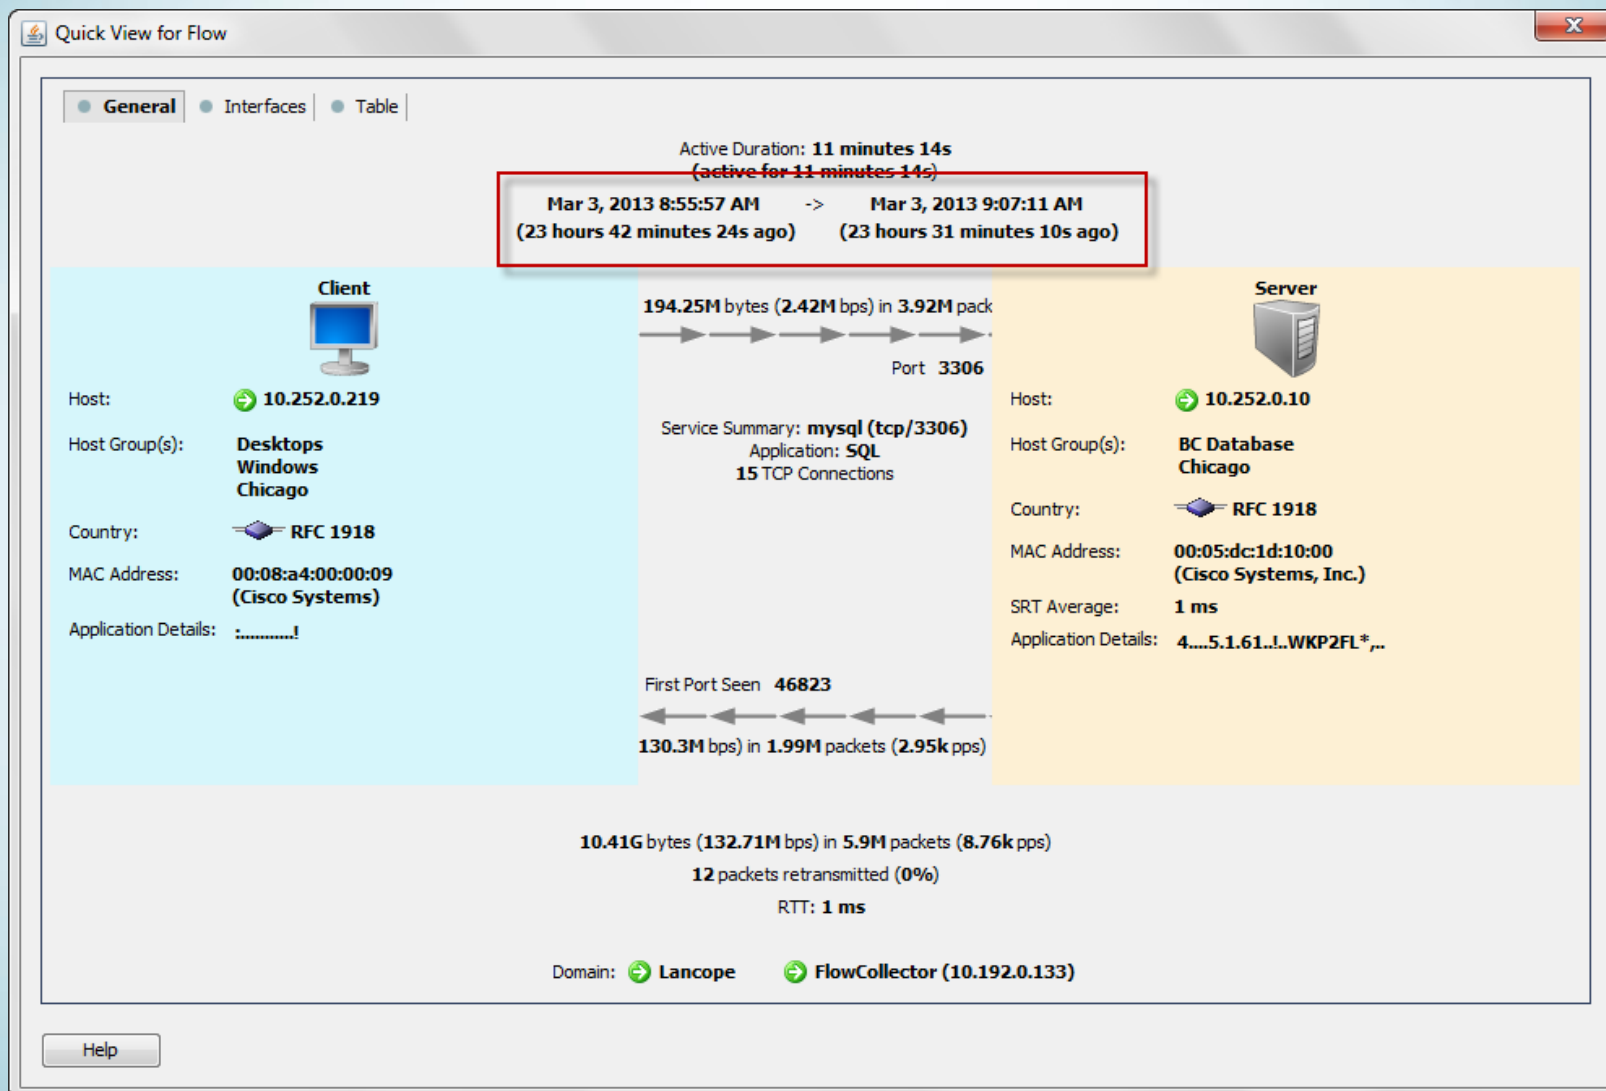 Quick View for Flow
General Interfaces Table
Active Duration: 11 minutes 14s
(active for 11 minutes 14s)
Mar 3, 2013 8:55:57 AM -> Mar 3, 2013 9:07:11 AM
(23 hours 42 minutes 24s ago) (23 hours 31 minutes 10s ago)
Client
Host: 10.252.0.219
Host Group(s): Desktops
Windows
Chicago
Country: RFC 1918
MAC Address: 00:08:a4:00:00:09
(Cisco Systems)
Application Details: :...........!
194.25M bytes (2.42M bps) in 3.92M pack
Port 3306
Service Summary: mysql (tcp/3306)
Application: SQL
15 TCP Connections
First Port Seen 46823
130.3M bps) in 1.99M packets (2.95k pps)
Server
Host: 10.252.0.10
Host Group(s): BC Database
Chicago
Country: RFC 1918
MAC Address: 00:05:dc:1d:10:00
(Cisco Systems, Inc.)
SRT Average: 1 ms
Application Details: 4....5.1.61..!..WKP2FL*,..
10.41G bytes (132.71M bps) in 5.9M packets (8.76k pps)
12 packets retransmitted (0%)
RTT: 1 ms
Domain: Lancope FlowCollector (10.192.0.133)
Help